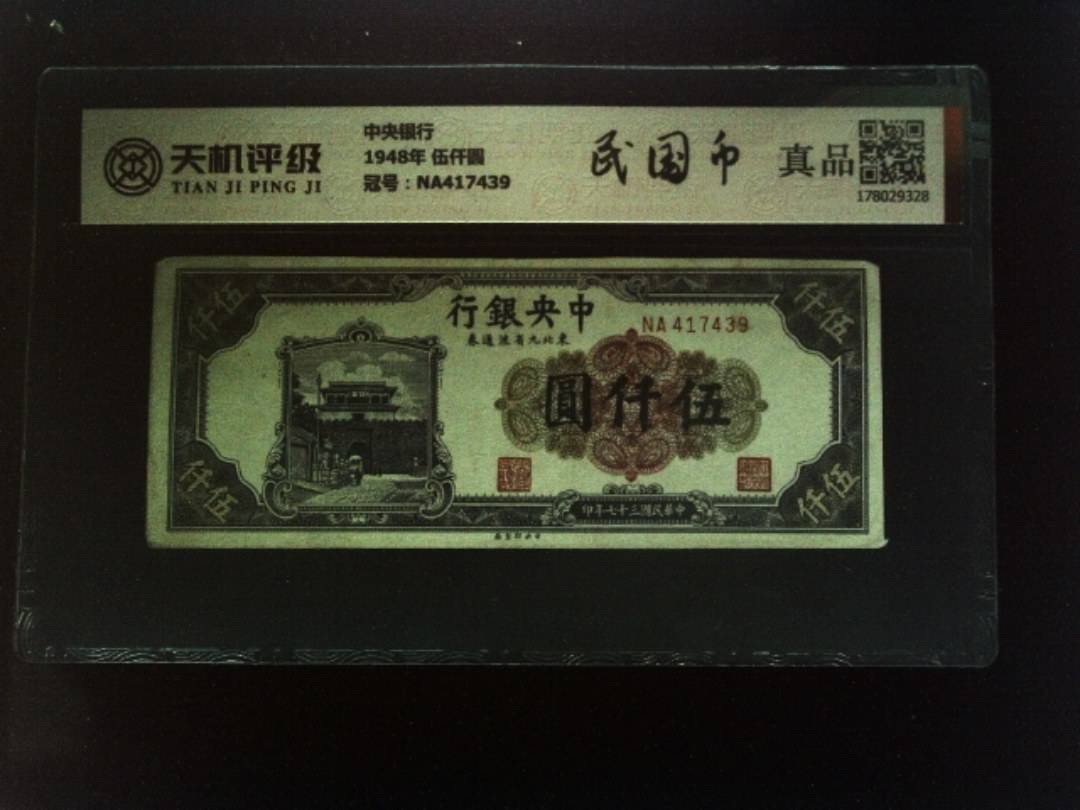 天机评级
TIAN JI PING JI
中央银行
1948年 伍仟圓
冠号：NA417439
民国币
真品
178029328
行銀央中
券通流省九北東
NA 417439
圓仟伍
仟伍
仟伍
仟伍
仟伍
印年七十三國民華中